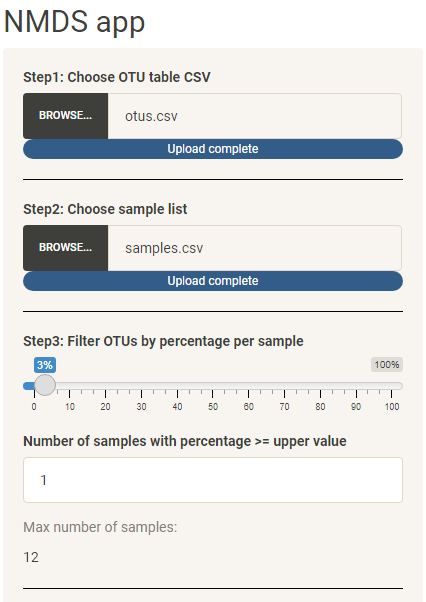 NMDS app
Step1: Choose OTU table CSV
BROWSE... otus.csv
Upload complete
Step2: Choose sample list
BROWSE... samples.csv
Upload complete
Step3: Filter OTUs by percentage per sample
3% 100%
0 10 20 30 40 50 60 70 80 90 100
Number of samples with percentage >= upper value
1
Max number of samples:
12